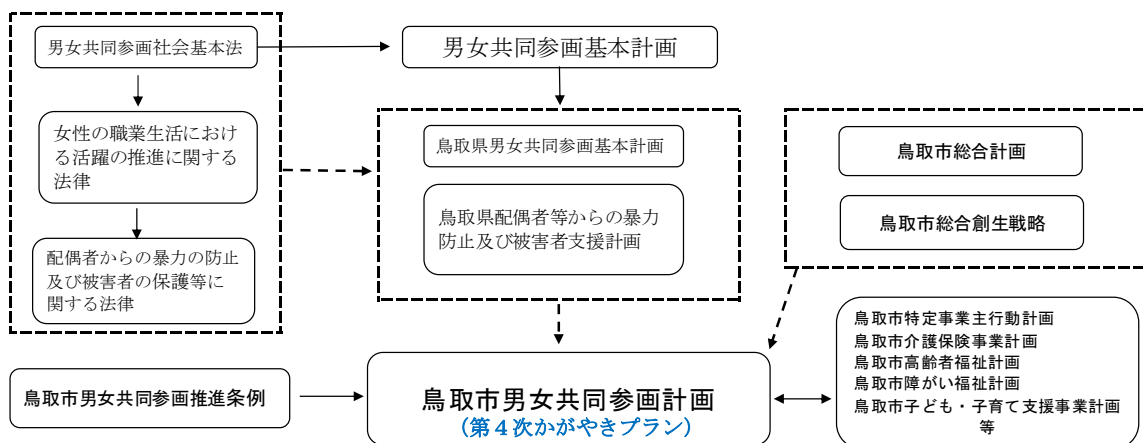 男女共同参画社会基本法
男女共同参画基本計画
女性の職業生活におけ
る活躍の推進に関する
法律
配偶者からの暴力の防止
及び被害者の保護等に
関する法律
鳥取県男女共同参画基本計画
鳥取県配偶者等からの暴力
防止及び被害者支援計画
鳥取市総合計画
鳥取市総合創生戦略
鳥取市男女共同参画推進条例
鳥取市男女共同参画計画
(第４次かがやきプラン)
鳥取市特定事業主行動計画
鳥取市介護保険事業計画
鳥取市高齢者福祉計画
鳥取市障がい福祉計画
鳥取市子ども・子育て支援事業計画
等